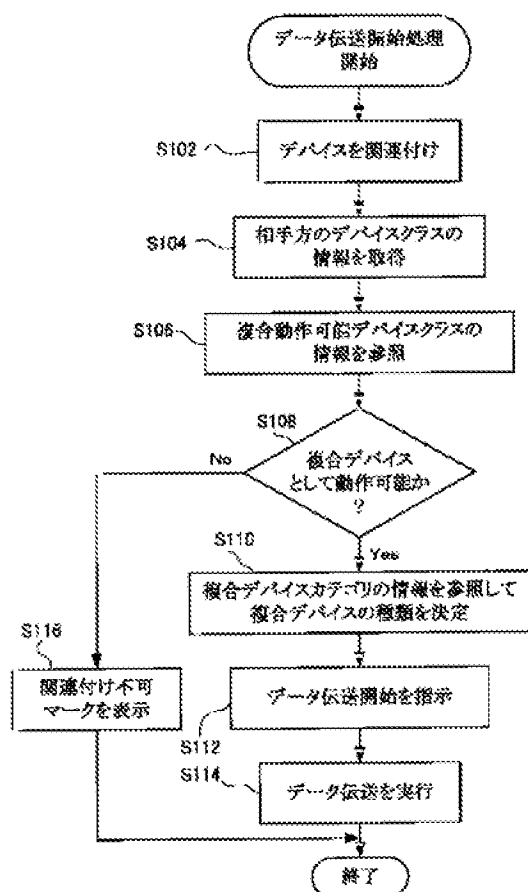 データ伝送開始処理
開始
S102
デバイスを関連付け
S104
相手方のデバイスクラスの
情報を取得
S106
複合動作可能デバイスクラスの
情報を参照
S108
No
複合デバイス
として動作可能か
?
S110
Yes
複合デバイスカテゴリの情報を参照して
複合デバイスの種類を決定
S116
関連付け不可
マークを表示
データ伝送開始を指示
S112
S114
データ伝送を実行
終了